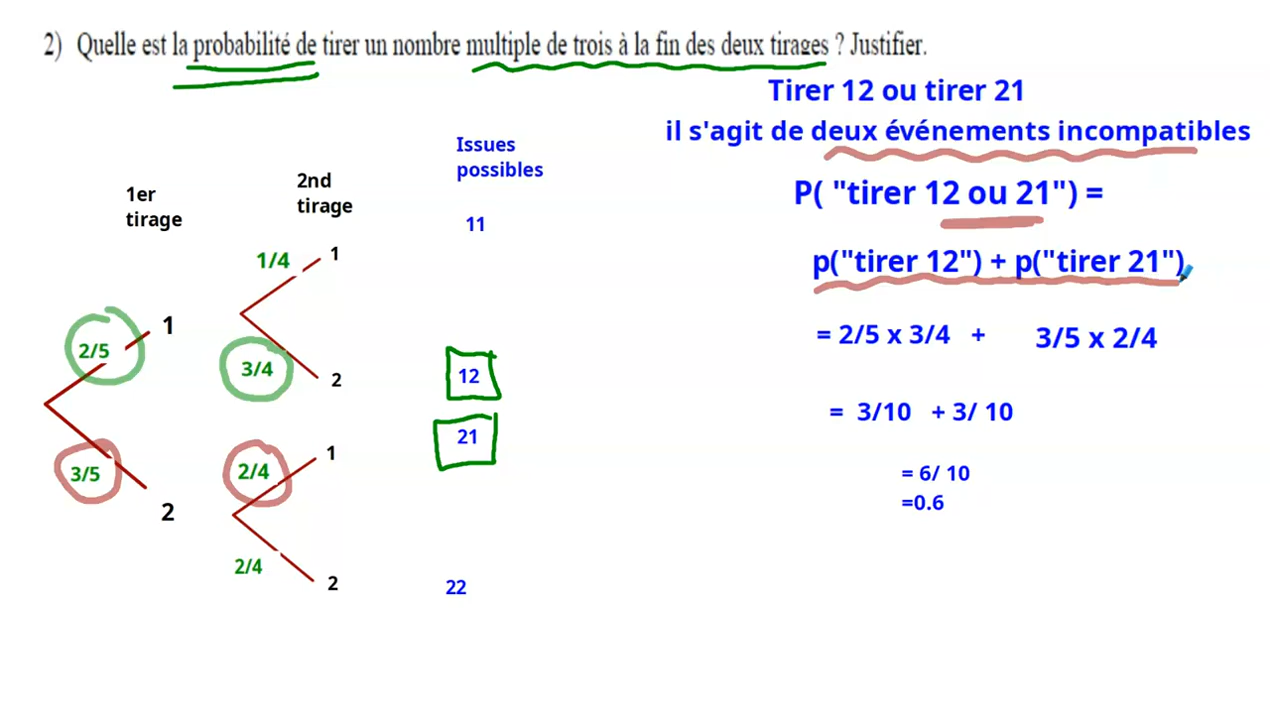 2) Quelle est la probabilité de tirer un nombre multiple de trois à la fin des deux tirages ? Justifier.
Tirer 12 ou tirer 21
il s'agit de deux événements incompatibles
P( "tirer 12 ou 21") =
p("tirer 12") + p("tirer 21")
= 2/5 x 3/4 + 3/5 x 2/4
= 3/10 + 3/ 10
= 6/ 10
=0.6
1er
tirage
2nd
tirage
Issues
possibles
11
1/4
1
2/5
1
3/4
2
12
21
3/5
2/4
1
2
2/4
2
22